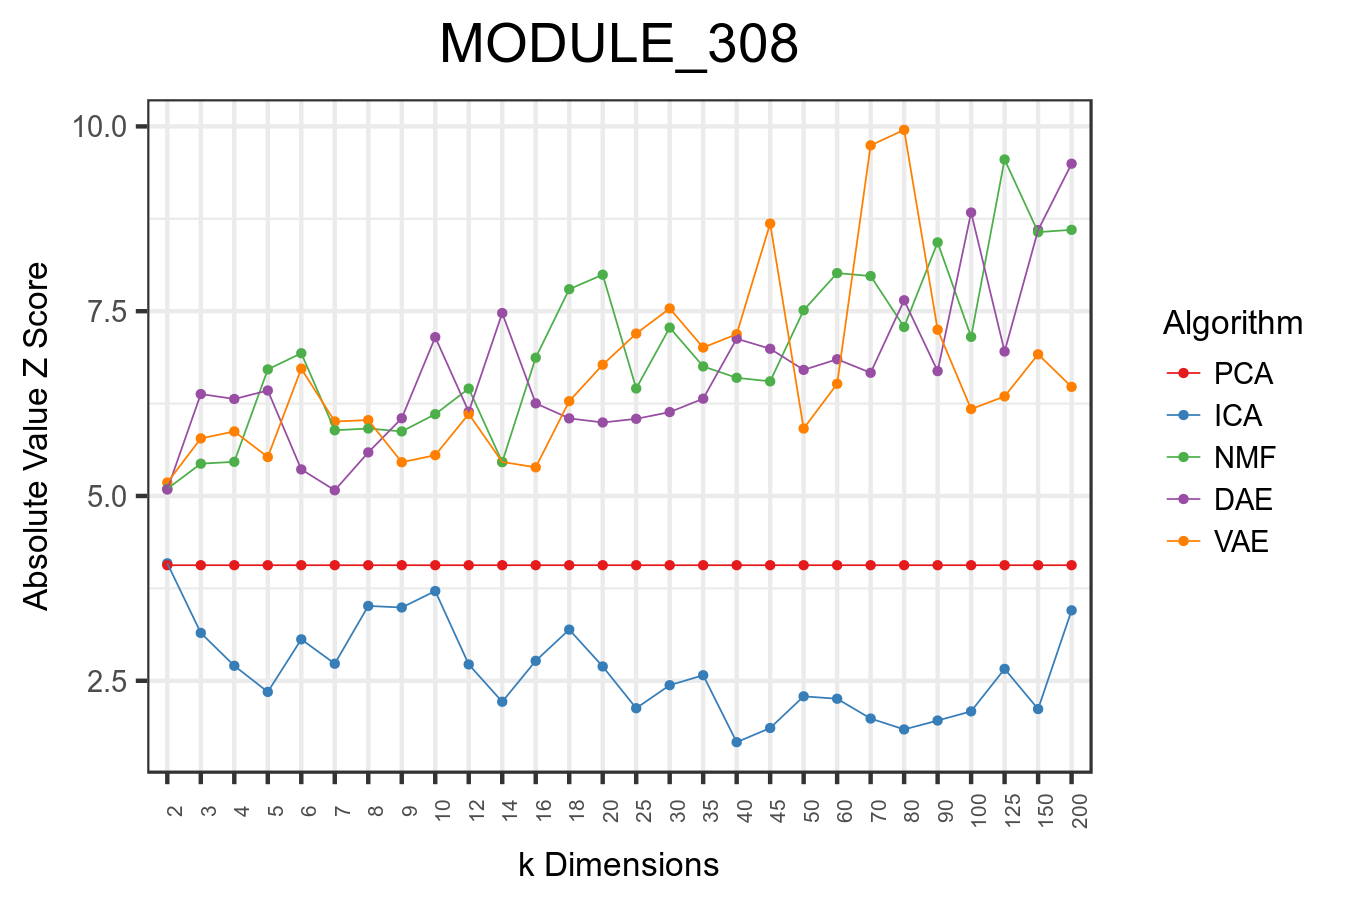 MODULE_308
Absolute Value Z Score
10.0
7.5
5.0
2.5
2 3 4 5 6 7 8 9 10 12 14 16 18 20 25 30 35 40 45 50 60 70 80 90 100 125 150 200
k Dimensions
Algorithm
PCA
ICA
NMF
DAE
VAE